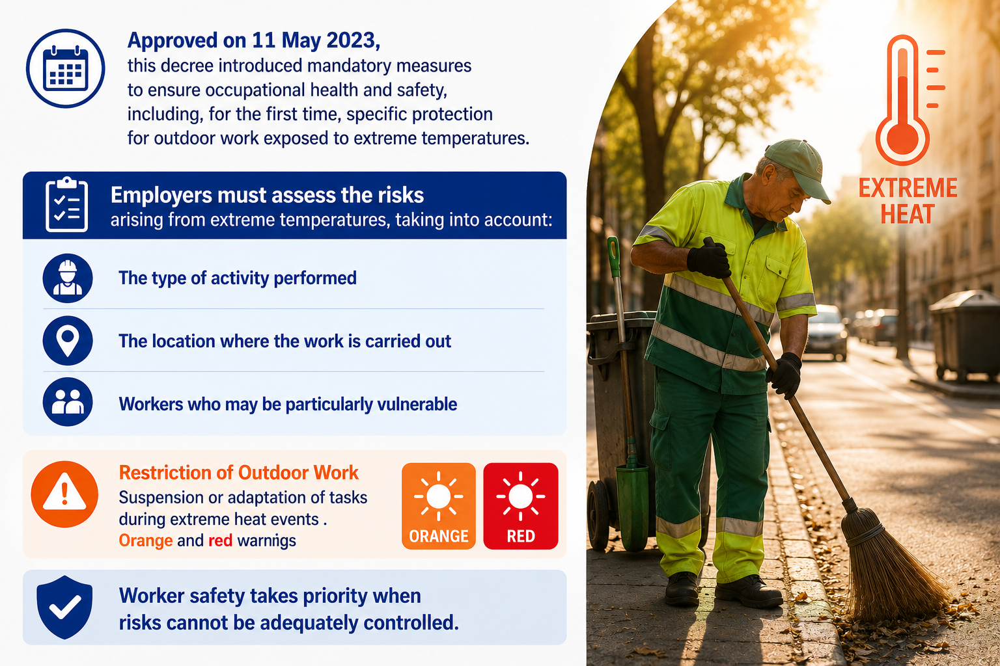 Approved on 11 May 2023,
this decree introduced mandatory measures
to ensure occupational health and safety,
including, for the first time, specific protection
for outdoor work exposed to extreme temperatures.
Employers must assess the risks
arising from extreme temperatures, taking into account:
The type of activity performed
The location where the work is carried out
Workers who may be particularly vulnerable
Restriction of Outdoor Work
Suspension or adaptation of tasks
during extreme heat events .
Orange and red warnings
ORANGE
RED
Worker safety takes priority when
risks cannot be adequately controlled.
EXTREME
HEAT